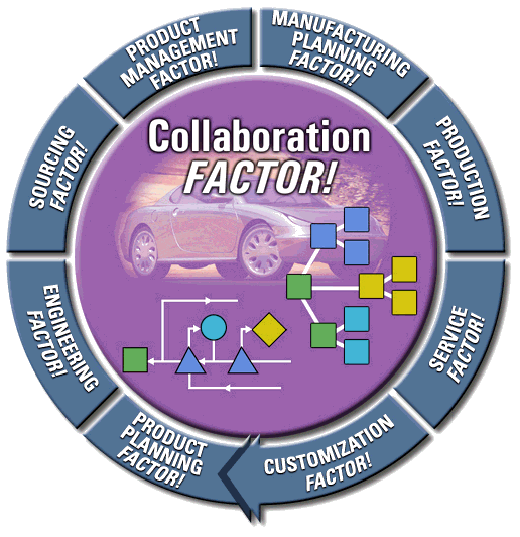 Collaboration
FACTOR!
PRODUCT
MANAGEMENT
FACTOR!
MANUFACTURING
PLANNING
FACTOR!
PRODUCTION
FACTOR!
SERVICE
FACTOR!
CUSTOMIZATION
FACTOR!
PRODUCT
PLANNING
FACTOR!
ENGINEERING
FACTOR!
SOURCING
FACTOR!